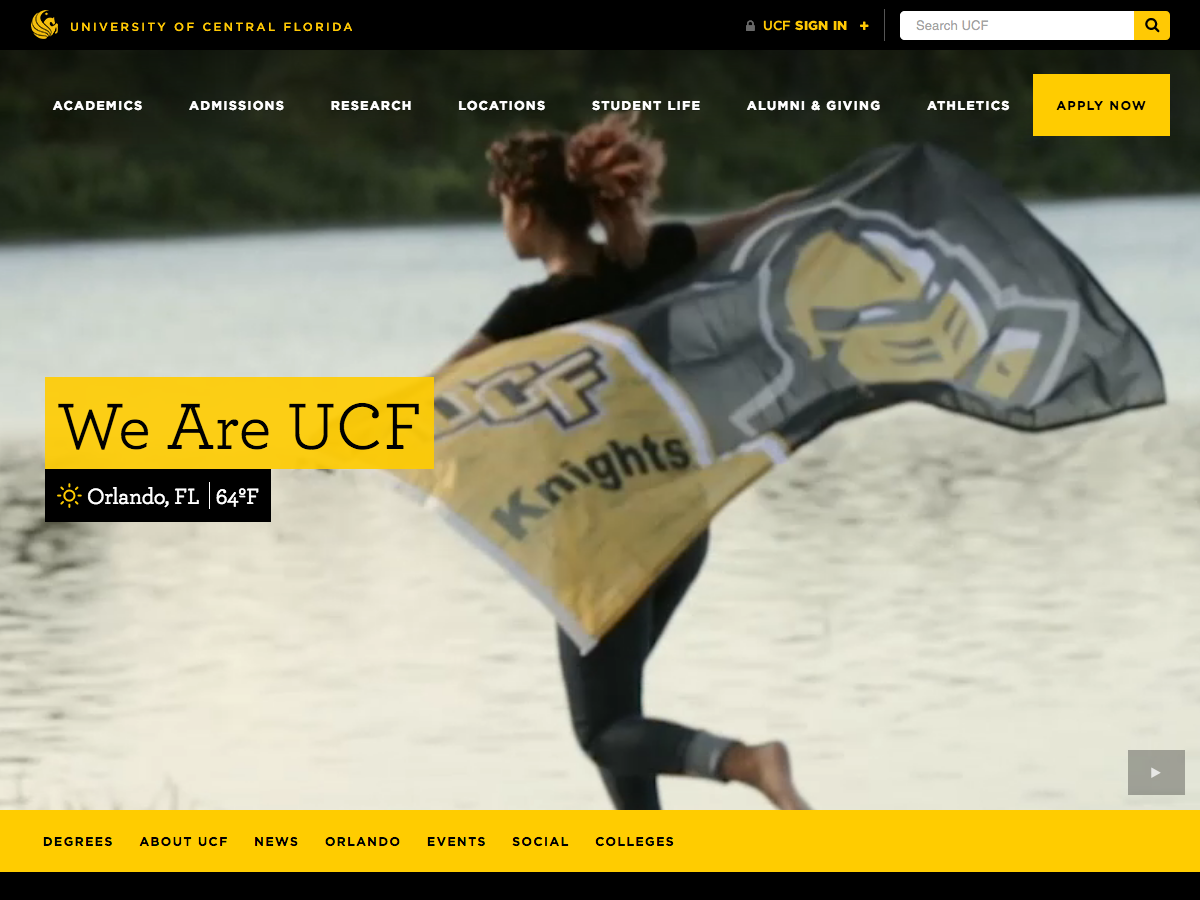 UNIVERSITY OF CENTRAL FLORIDA
UCF SIGN IN +
Search UCF
ACADEMICS
ADMISSIONS
RESEARCH
LOCATIONS
STUDENT LIFE
ALUMNI & GIVING
ATHLETICS
APPLY NOW
UCF
Knights
We Are UCF
Orlando, FL
64ºF
DEGREES
ABOUT UCF
NEWS
ORLANDO
EVENTS
SOCIAL
COLLEGES